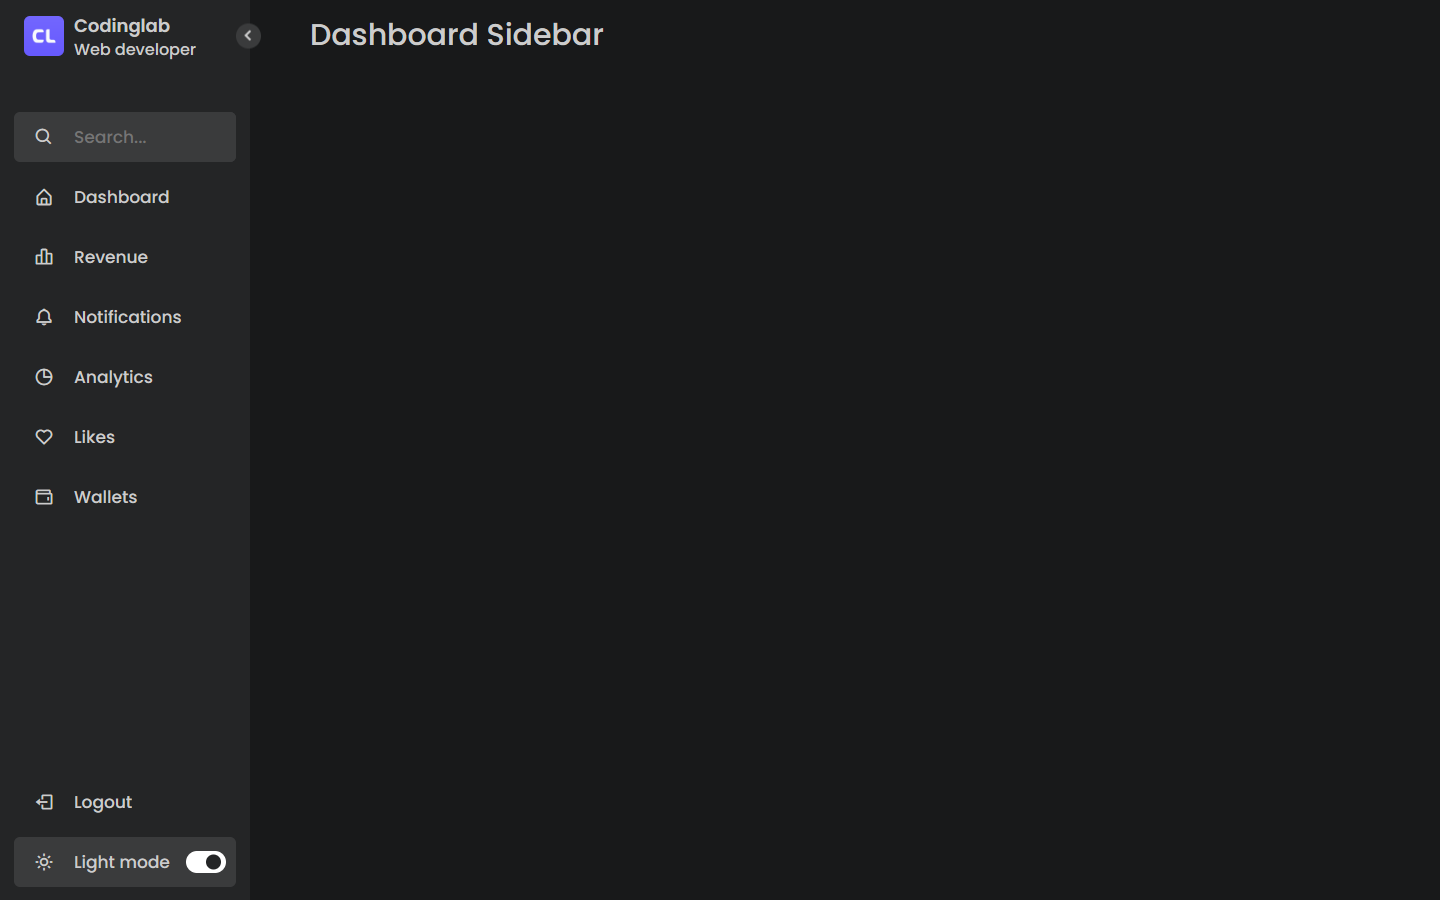 CL
Codinglab
Web developer
Dashboard Sidebar
Search...
Dashboard
Revenue
Notifications
Analytics
Likes
Wallets
Logout
Light mode